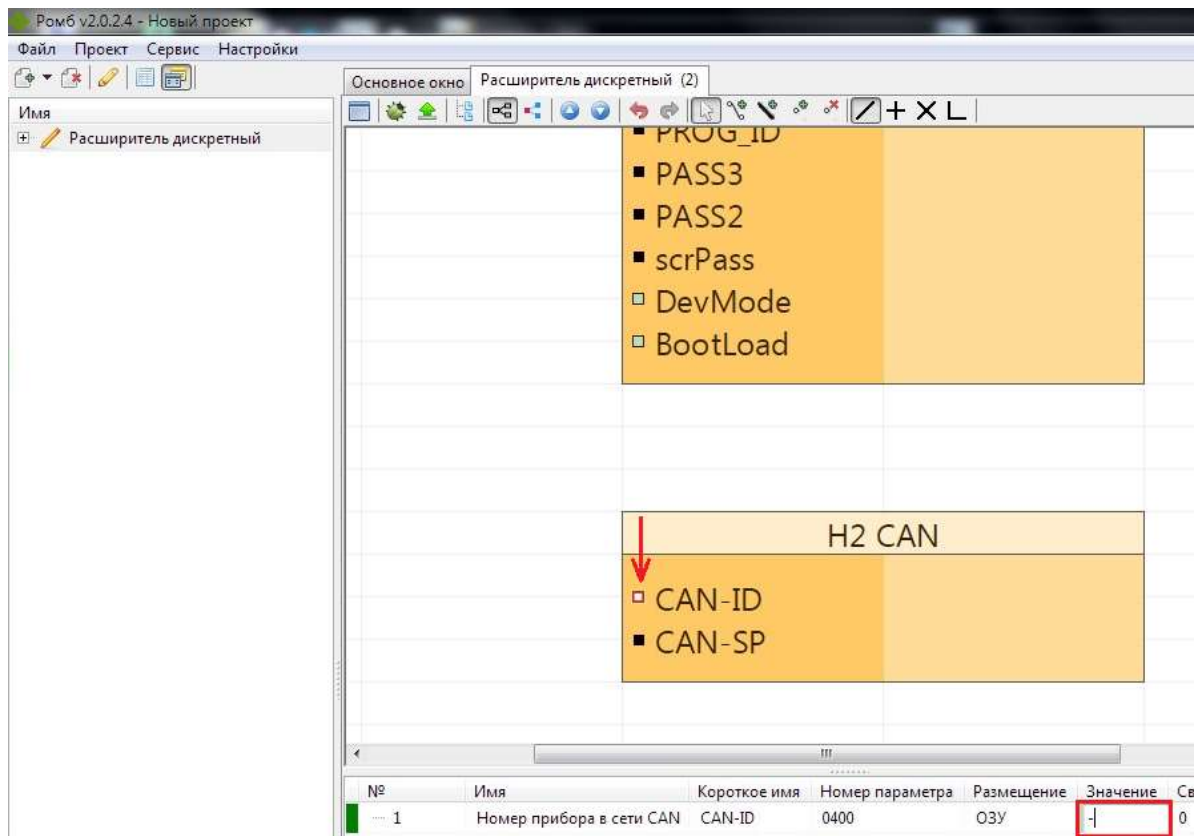 Ромб v2.0.2.4 - Новый проект
Файл Проект Сервис Настройки
Основное окно Расширитель дискретный (2)
Имя
Расширитель дискретный
PROG_ID
PASS3
PASS2
scrPass
DevMode
BootLoad
H2 CAN
CAN-ID
CAN-SP
№ Имя Короткое имя Номер параметра Размещение Значение Св
1 Номер прибора в сети CAN CAN-ID 0400 ОЗУ - 0